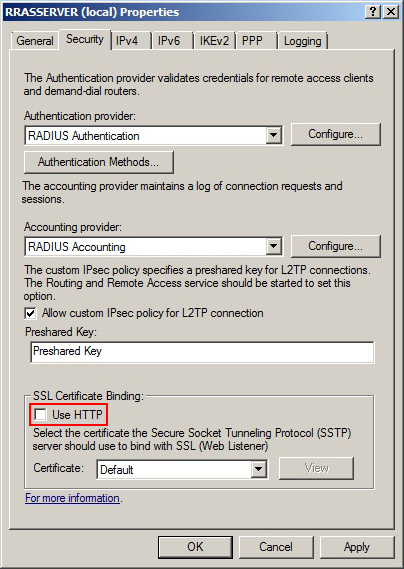 RRASSERVER (local) Properties
General Security IPv4 IPv6 IKEv2 PPP Logging
The Authentication provider validates credentials for remote access clients
and demand-dial routers.
Authentication provider:
RADIUS Authentication Configure...
Authentication Methods...
The accounting provider maintains a log of connection requests and
sessions.
Accounting provider:
RADIUS Accounting Configure...
The custom IPsec policy specifies a preshared key for L2TP connections.
The Routing and Remote Access service should be started to set this
option.
Allow custom IPsec policy for L2TP connection
Preshared Key:
Preshared Key
SSL Certificate Binding:
Use HTTP
Select the certificate the Secure Socket Tunneling Protocol (SSTP)
server should use to bind with SSL (Web Listener)
Certificate: Default View
For more information.
OK Cancel Apply